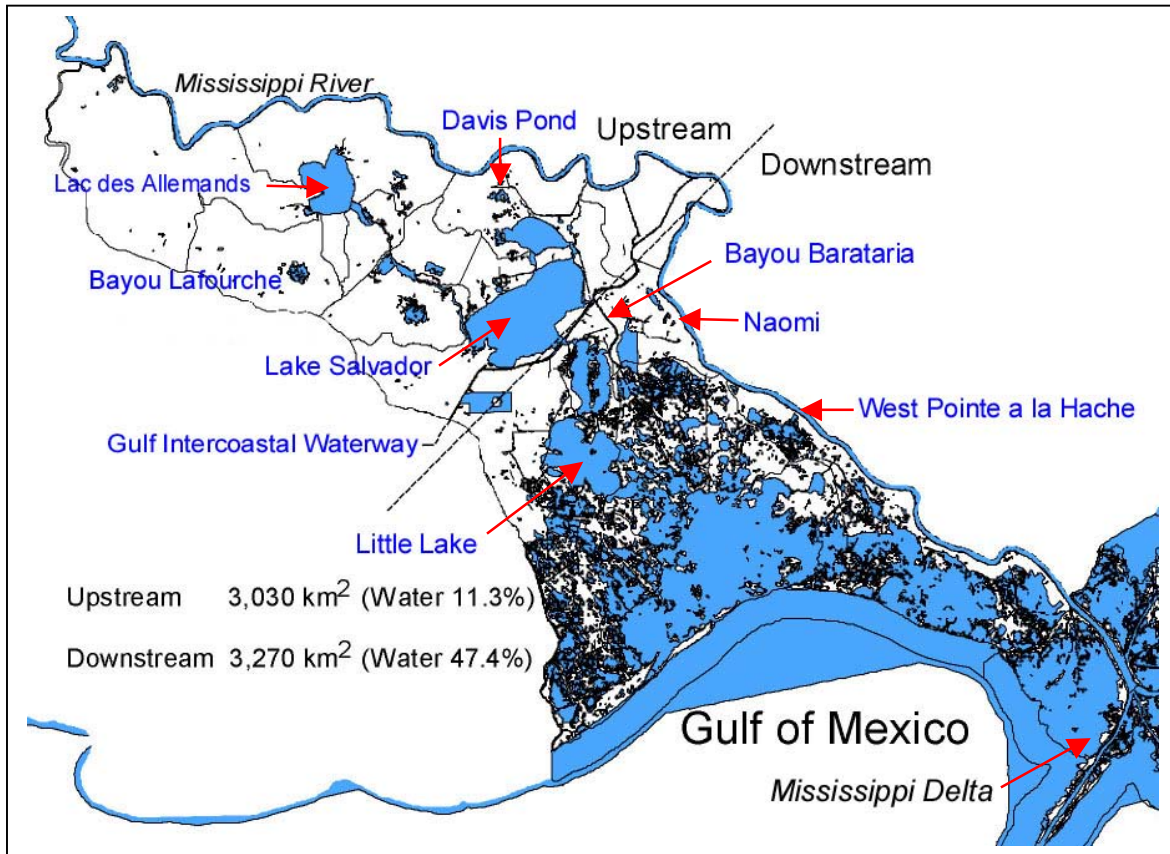 Mississippi River
Davis Pond
Upstream
Downstream
Lac des Allemands
Bayou Barataria
Bayou Lafourche
Naomi
Lake Salvador
West Pointe a la Hache
Gulf Intercoastal Waterway
Little Lake
Upstream 3,030 km2 (Water 11.3%)
Downstream 3,270 km2 (Water 47.4%)
Gulf of Mexico
Mississippi Delta